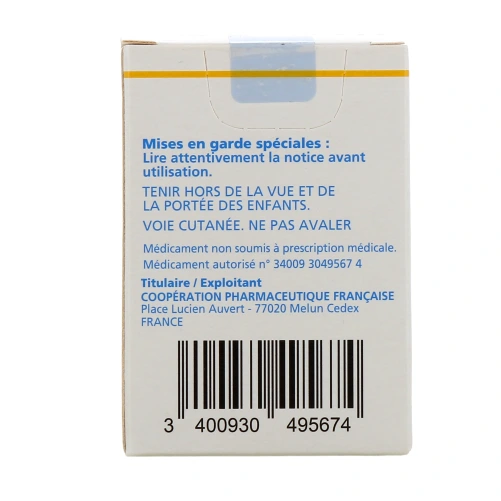 Mises en garde spéciales :
Lire attentivement la notice avant
utilisation.
TENIR HORS DE LA VUE ET DE
LA PORTÉE DES ENFANTS.
VOIE CUTANÉE. NE PAS AVALER
Médicament non soumis à prescription médicale.
Médicament autorisé n° 34009 3049567 4
Titulaire / Exploitant
COOPÉRATION PHARMACEUTIQUE FRANÇAISE
Place Lucien Auvert - 77020 Melun Cedex
FRANCE
3 400930 495674